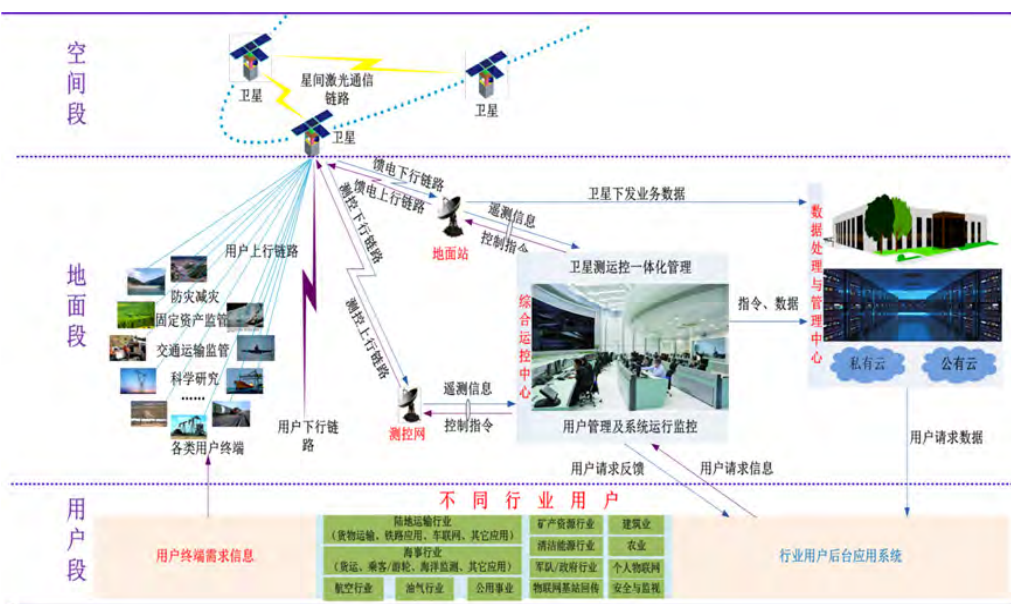 空间段
卫星
星间激光通信
链路
卫星
卫星
地面段
馈电下行链路
馈电上行链路
测控下行链路
测控上行链路
用户上行链路
卫星下发业务数据
遥测信息
控制指令
地面站
卫星测运控一体化管理
综合运控中心
数据处理与管理中心
指令、数据
私有云
公有云
防灾减灾
固定资产监管
交通运输监管
科学研究
……
各类用户终端
用户下行链
路
遥测信息
控制指令
测控网
用户管理及系统运行监控
用户请求反馈
用户请求信息
用户请求数据
用户段
不同行业用户
用户终端需求信息
陆地运输行业
(货物运输、铁路应用、车联网、其它应用)
海事行业
(货运、乘客/游轮、海洋监测、其它应用)
航空行业
油气行业
公用事业
矿产资源行业
建筑业
清洁能源行业
农业
军队/政府行业
个人物联网
物联网基站回传
安全与监视
行业用户后台应用系统